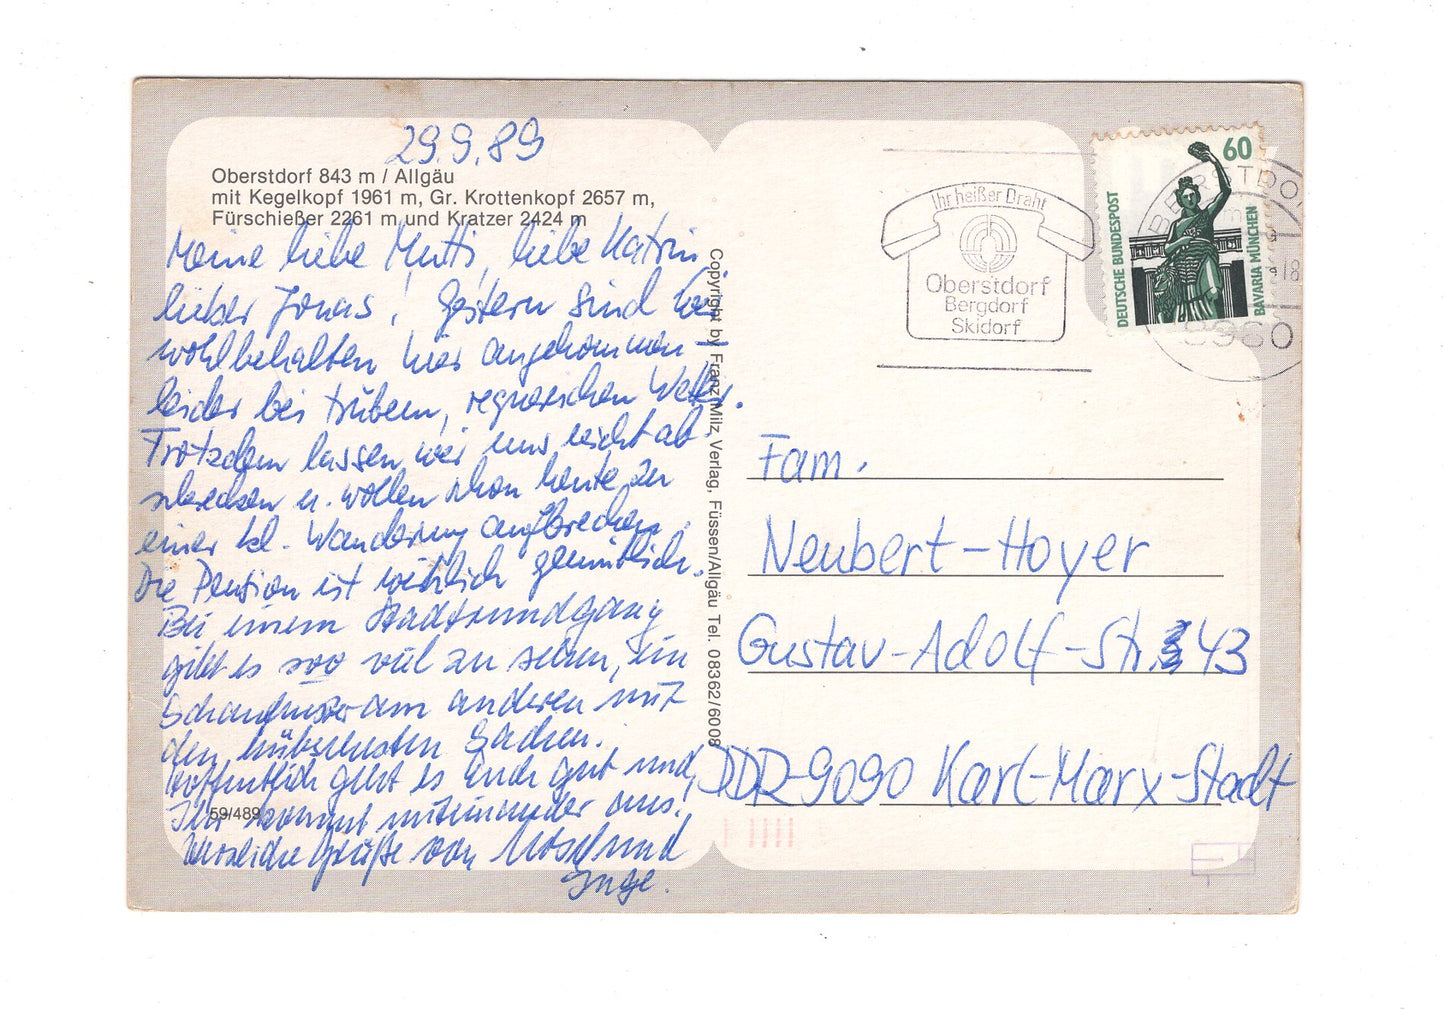 29.9.89
Oberstdorf 843 m / Allgäu
mit Kegelkopf 1961 m, Gr. Krottenkopf 2657 m,
Fürschießer 2261 m und Kratzer 2424 m
Meine liebe Mutti, liebe Katrin
lieber Jonas! Gestern sind wir
wohlbehalten hier angekommen -
leider bei trübem, regnerischen Wetter.
Trotzdem lassen wir uns nicht ab-
schrecken u. wollen schon heute zu
einer kl. Wanderung aufbrechen.
Die Pension ist wirklich gemütlich.
Bei einem Stadtrundgang
gibt es sooo viel zu sehen, ein
Schaufenster am anderen mit
den hübschesten Sachen.
Hoffentlich geht es Euch gut und
Ihr kommt miteinander aus.
Herzliche Grüße von und
Inge.
59/489
Copyright by Franz Milz, Verlag, Füssen/Allgäu Tel. 08362/6008
Ihr heißer Draht
Oberstdorf
Bergdorf
Skidorf
60
DEUTSCHE BUNDESPOST
BAVARIA MÜNCHEN
OBERSTDO
18
8980
Fam.
Neubert-Hoyer
Gustav-Adolf-Str. 43
DDR-9090 Karl-Marx-Stadt